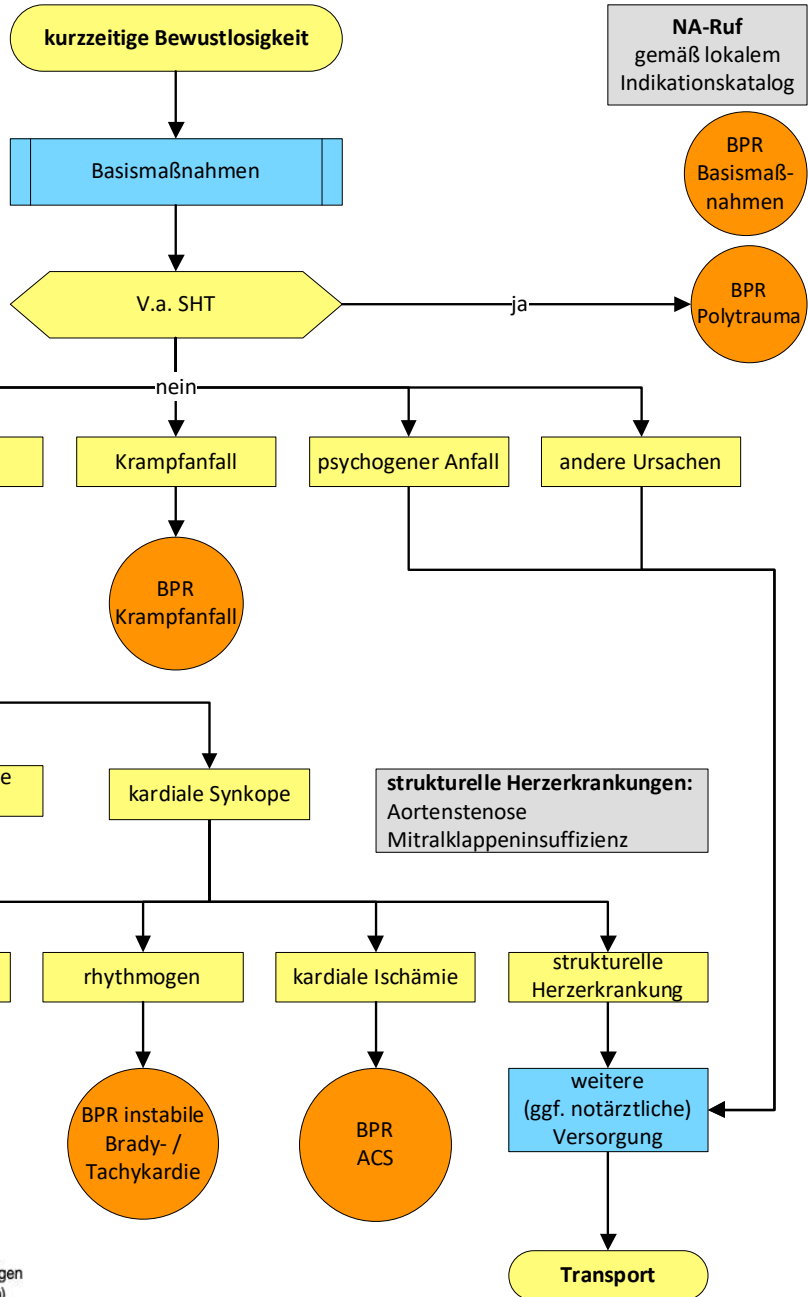 kurzzeitige Bewustlosigkeit
NA-Ruf
gemäß lokalem
Indikationskatalog
Basismaßnahmen
BPR
Basismaß-
nahmen
V.a. SHT
ja
BPR
Polytrauma
nein
Krampfanfall
psychogener Anfall
andere Ursachen
BPR
Krampfanfall
e
kardiale Synkope
strukturelle Herzerkrankungen:
Aortenstenose
Mitralklappeninsuffizienz
rhythmogen
kardiale Ischämie
strukturelle
Herzerkrankung
BPR instabile
Brady- /
Tachykardie
BPR
ACS
weitere
(ggf. notärztliche)
Versorgung
Transport
gen